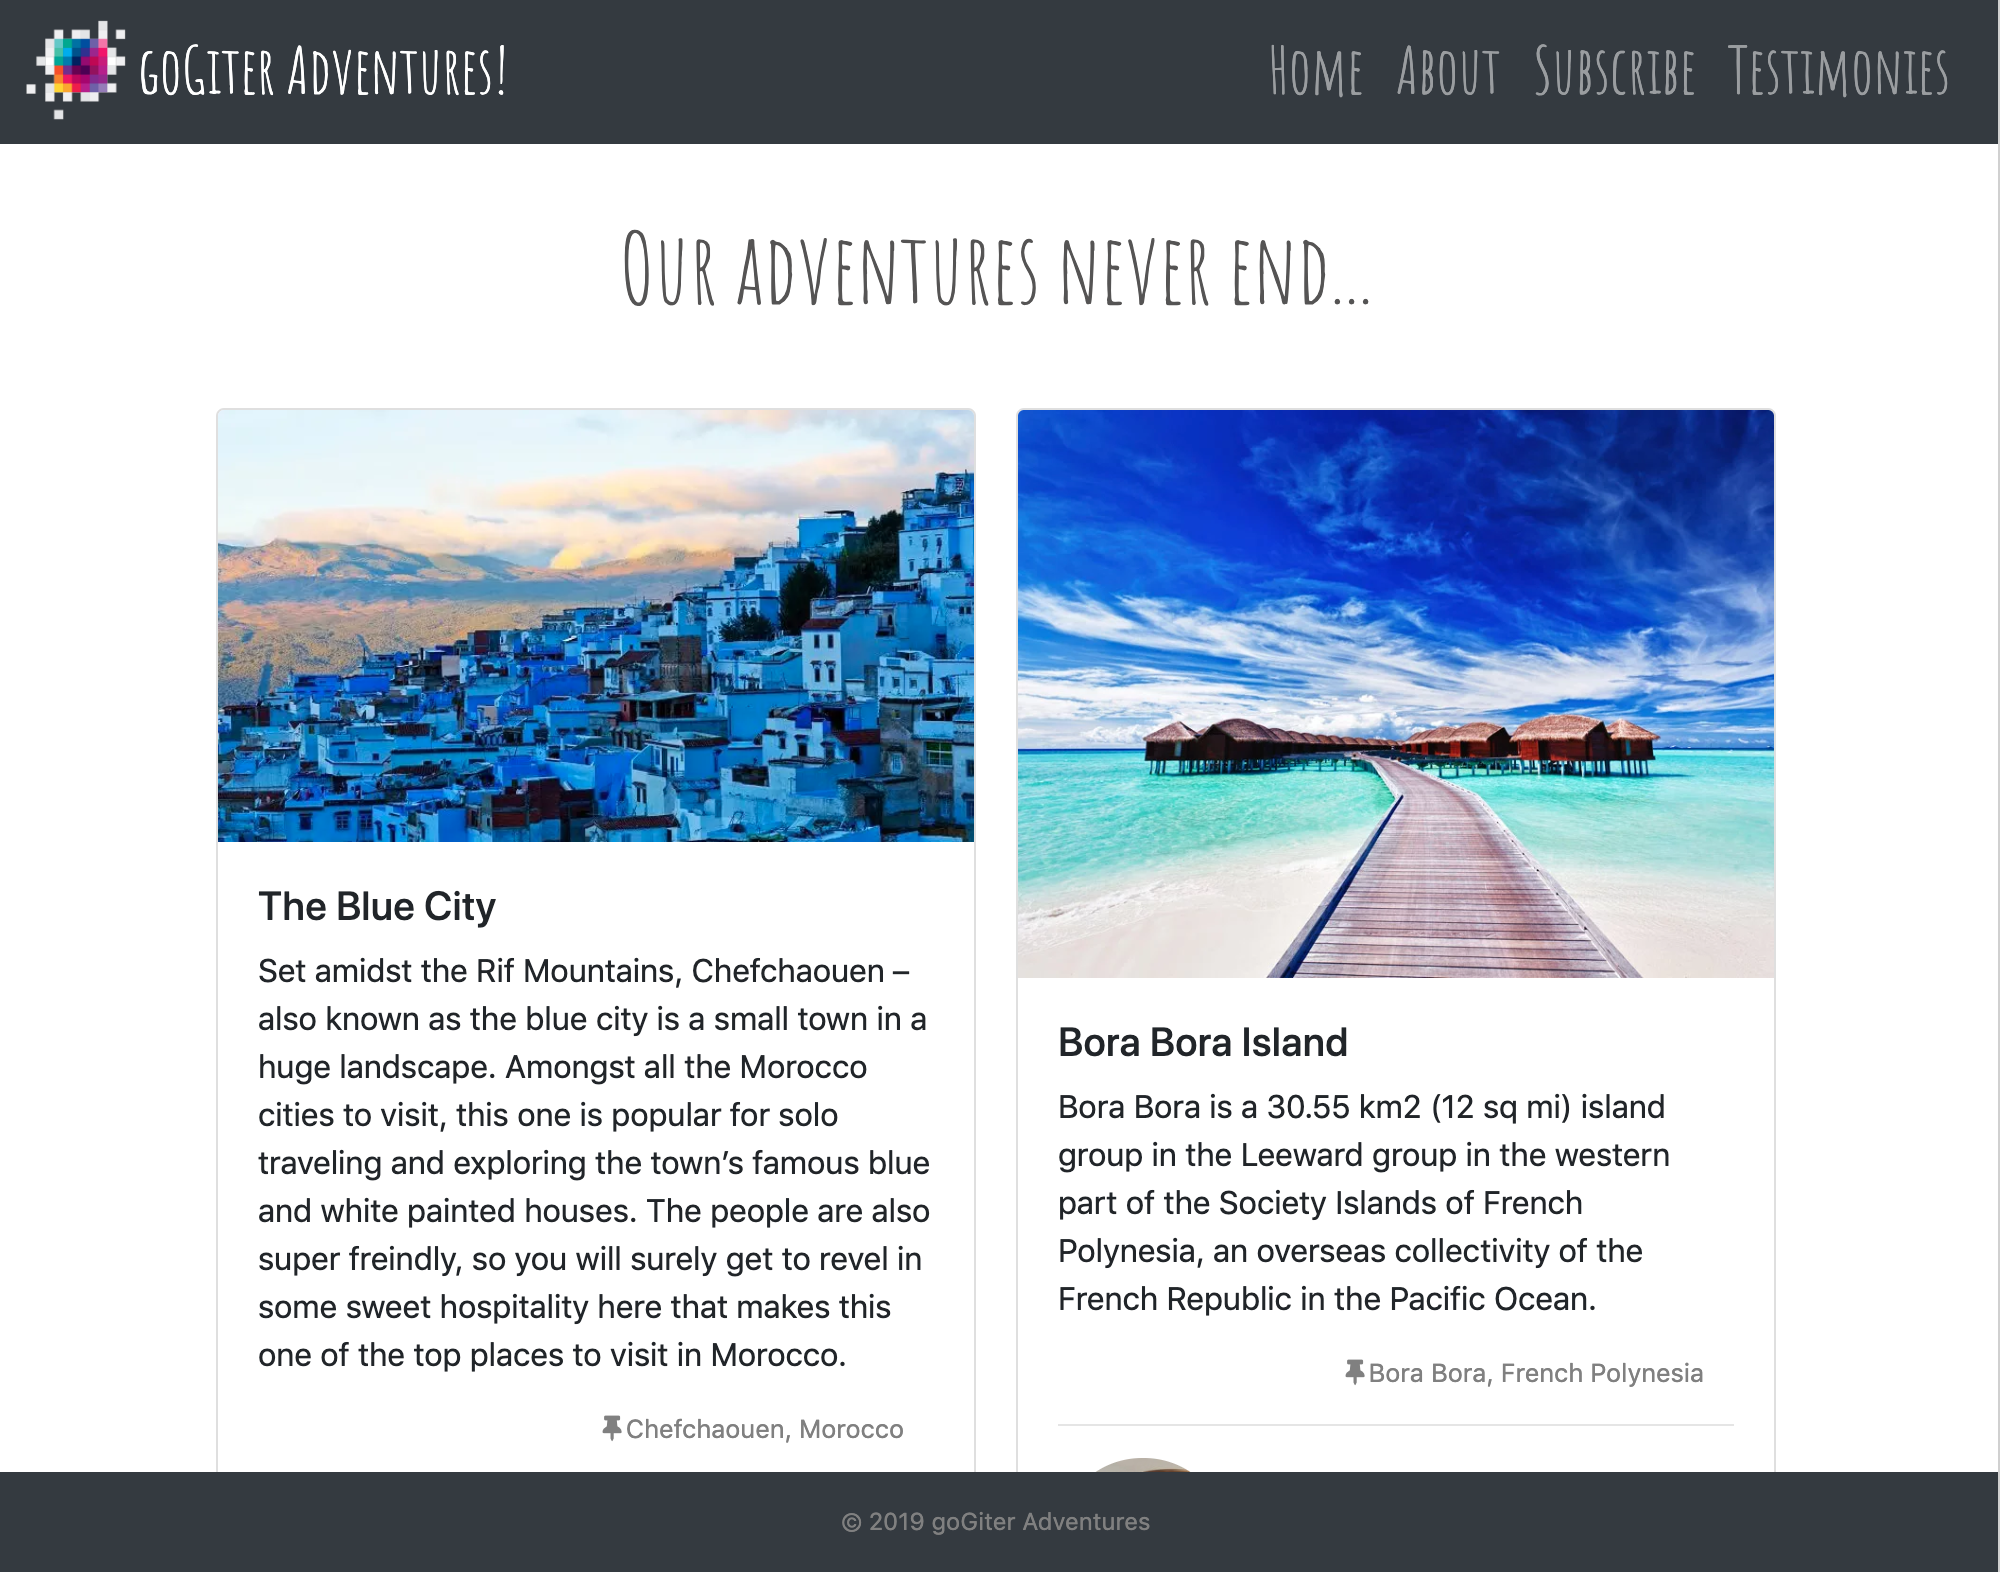 goGiter Adventures!
Home About Subscribe Testimonies
Our adventures never end...
The Blue City
Set amidst the Rif Mountains, Chefchaouen –
also known as the blue city is a small town in a
huge landscape. Amongst all the Morocco
cities to visit, this one is popular for solo
traveling and exploring the town’s famous blue
and white painted houses. The people are also
super freindly, so you will surely get to revel in
some sweet hospitality here that makes this
one of the top places to visit in Morocco.
Chefchaouen, Morocco
Bora Bora Island
Bora Bora is a 30.55 km2 (12 sq mi) island
group in the Leeward group in the western
part of the Society Islands of French
Polynesia, an overseas collectivity of the
French Republic in the Pacific Ocean.
Bora Bora, French Polynesia
© 2019 goGiter Adventures